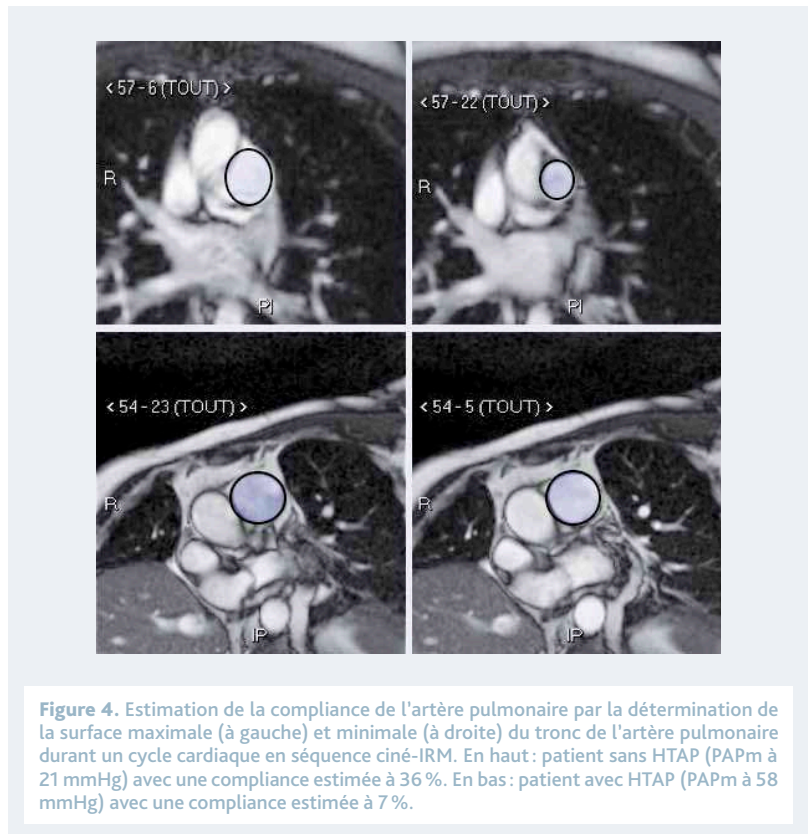 < 57-6 (TOUT) >
< 57-22 (TOUT) >
R
R
PI
PI
< 54-23 (TOUT) >
< 54-5 (TOUT) >
R
R
IP
IP
Figure 4. Estimation de la compliance de l'artère pulmonaire par la détermination de
la surface maximale (à gauche) et minimale (à droite) du tronc de l'artère pulmonaire
durant un cycle cardiaque en séquence ciné-IRM. En haut : patient sans HTAP (PAPm à
21 mmHg) avec une compliance estimée à 36 %. En bas : patient avec HTAP (PAPm à 58
mmHg) avec une compliance estimée à 7 %.